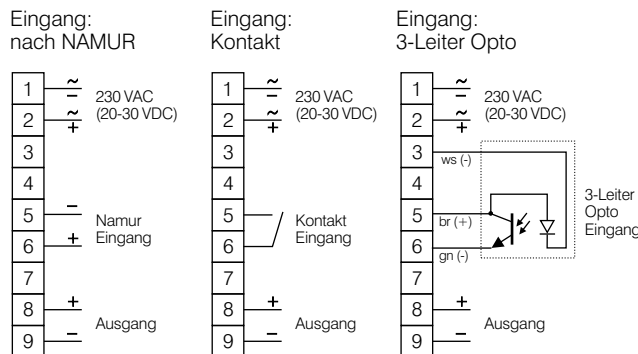 Eingang:
nach NAMUR
1
~
–
230 VAC
(20-30 VDC)
2
~
+
3
4
5
–
Namur
Eingang
6
+
7
8
+
Ausgang
9
–
Eingang:
Kontakt
1
~
–
230 VAC
(20-30 VDC)
2
~
+
3
4
5
Kontakt
Eingang
6
7
8
+
Ausgang
9
–
Eingang:
3-Leiter Opto
1
~
–
230 VAC
(20-30 VDC)
2
~
+
3
ws (-)
4
5
br (+)
6
gn (-)
3-Leiter
Opto
Eingang
7
8
+
Ausgang
9
–